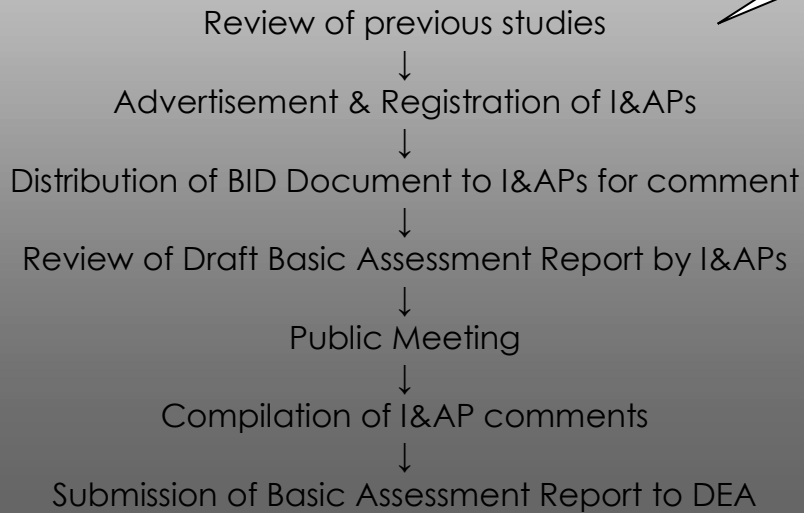 Review of previous studies
↓
Advertisement & Registration of I&APs
↓
Distribution of BID Document to I&APs for comment
↓
Review of Draft Basic Assessment Report by I&APs
↓
Public Meeting
↓
Compilation of I&AP comments
↓
Submission of Basic Assessment Report to DEA